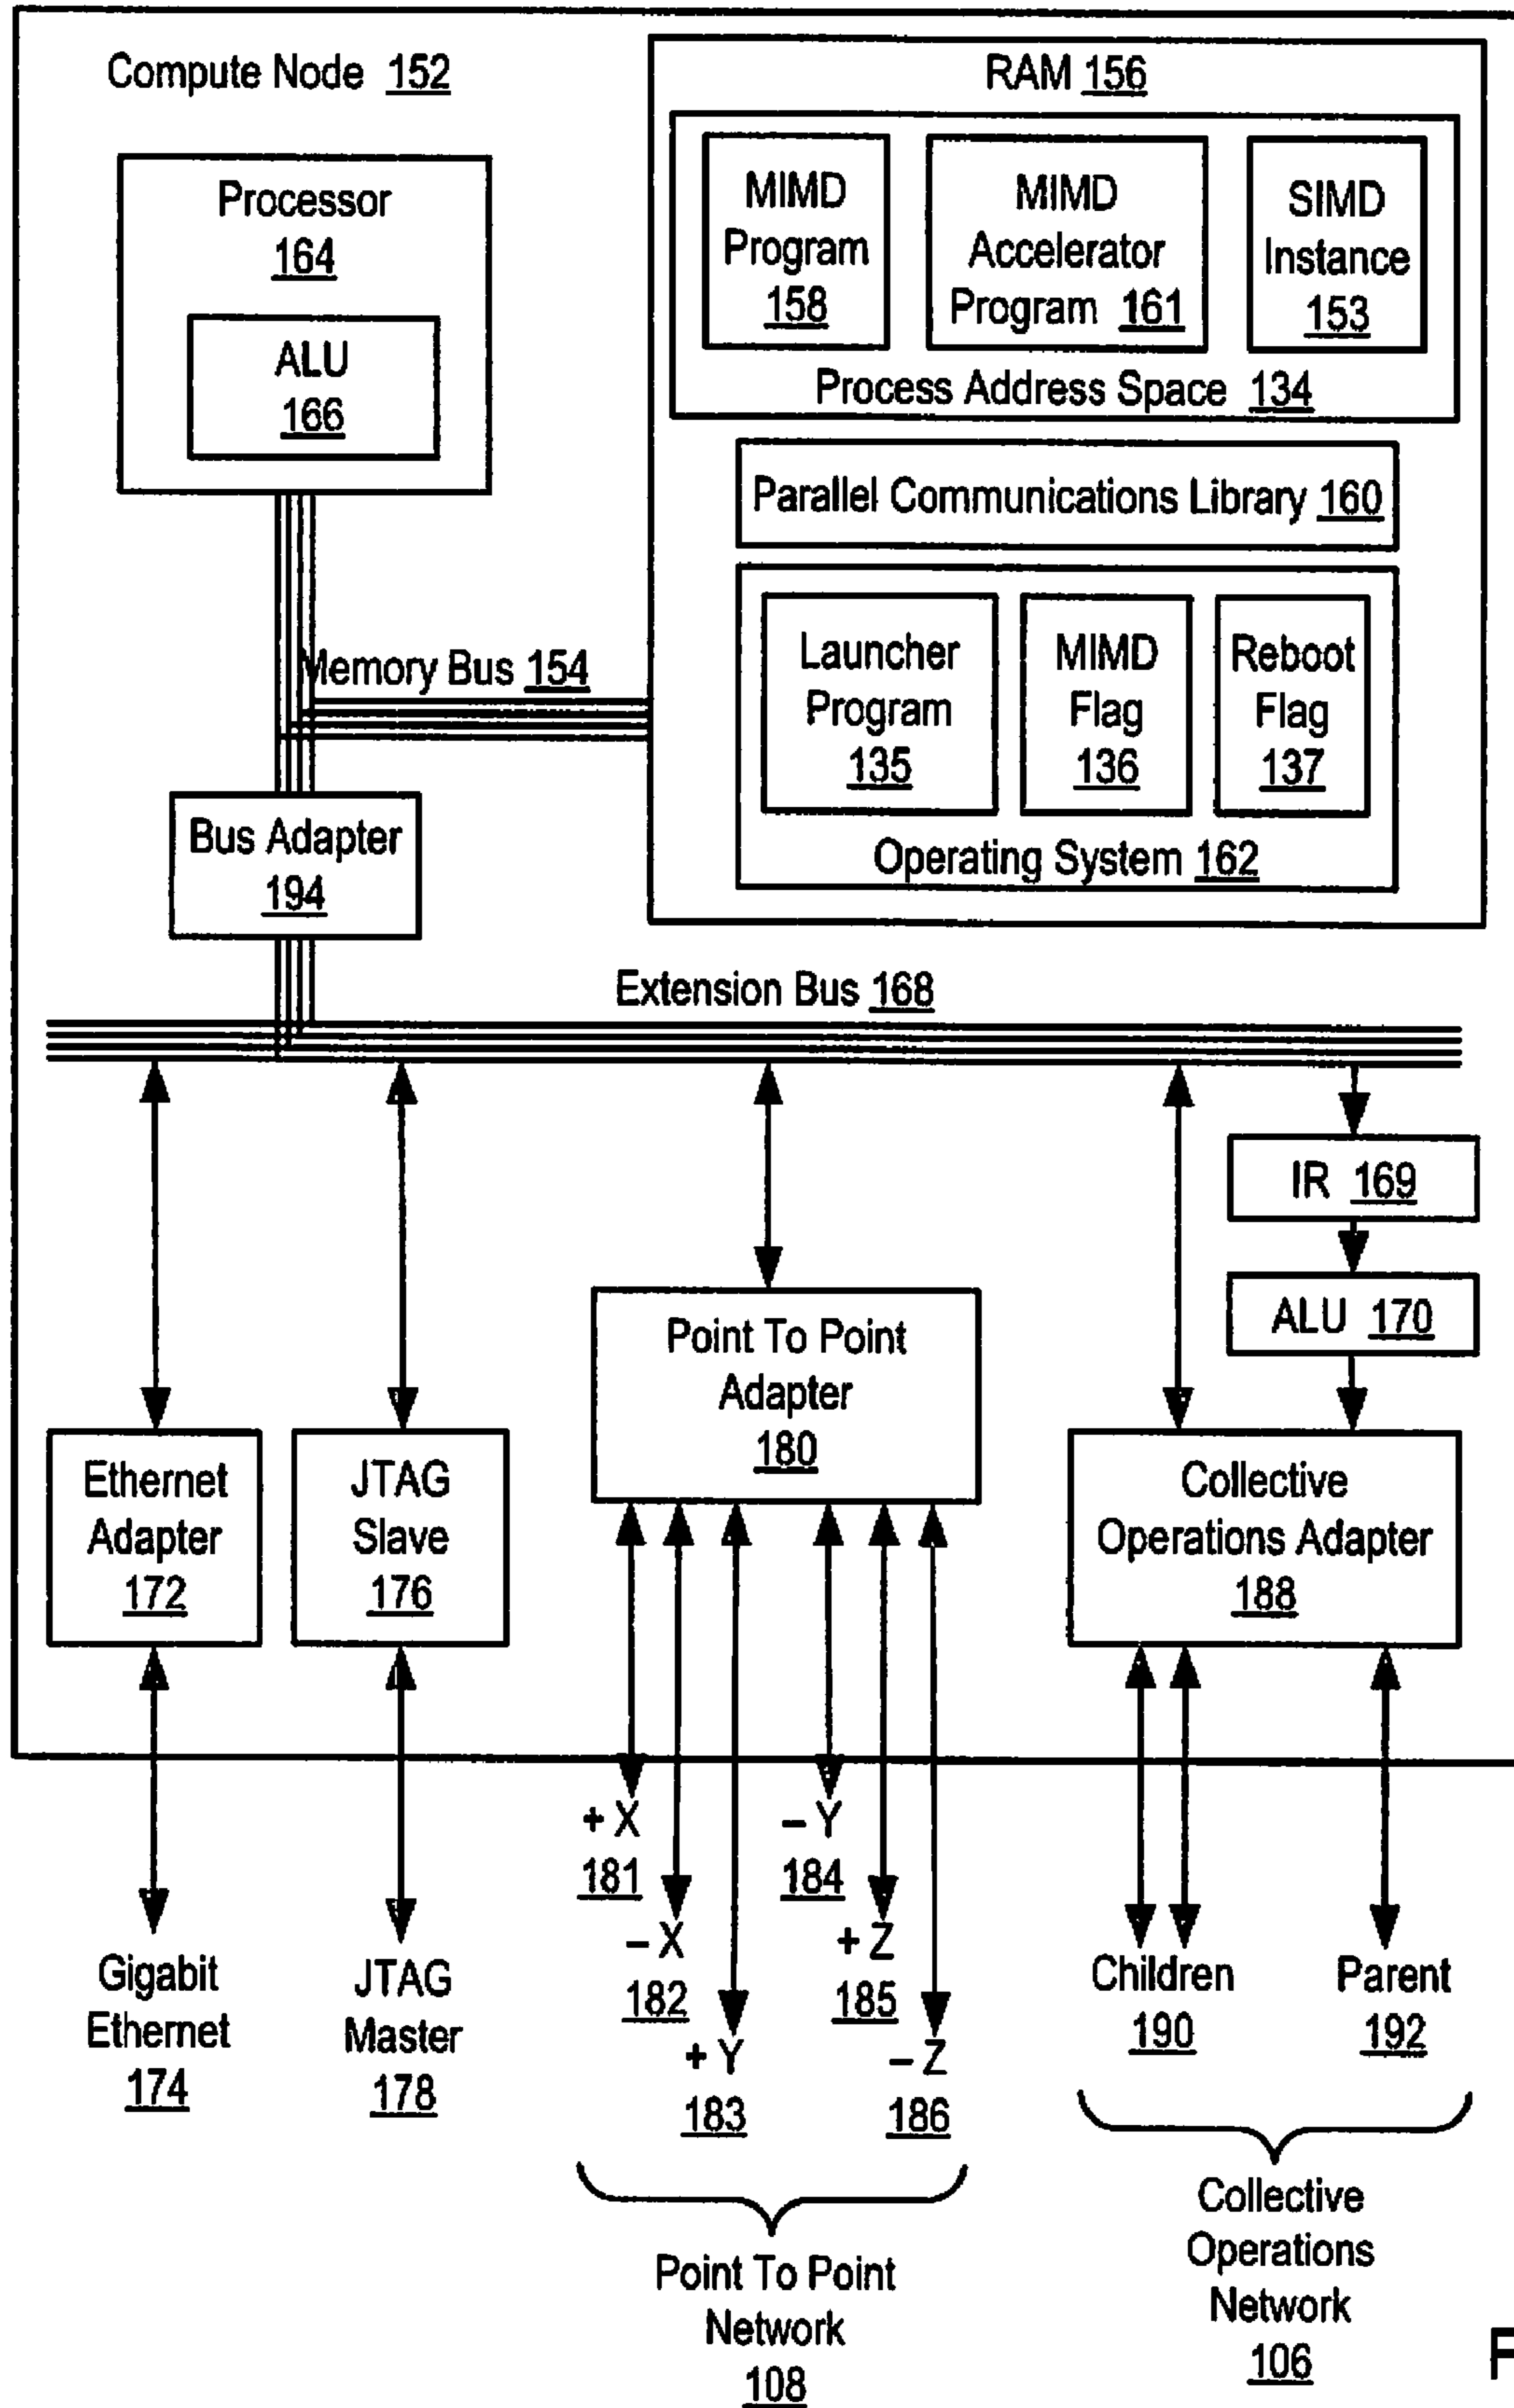 Compute Node 152
RAM 156
Processor
164
ALU
166
MIMD
Program
158
MIMD
Accelerator
Program 161
SIMD
Instance
153
Process Address Space 134
Parallel Communications Library 160
Launcher
Program
135
MIMD
Flag
136
Reboot
Flag
137
Operating System 162
Memory Bus 154
Bus Adapter
194
Extension Bus 168
IR 169
ALU 170
Point To Point
Adapter
180
Ethernet
Adapter
172
JTAG
Slave
176
Collective
Operations Adapter
188
+ X
181
– X
182
+ Y
183
– Y
184
+ Z
185
– Z
186
Gigabit
Ethernet
174
JTAG
Master
178
Children
190
Parent
192
Point To Point
Network
108
Collective
Operations
Network
106
F